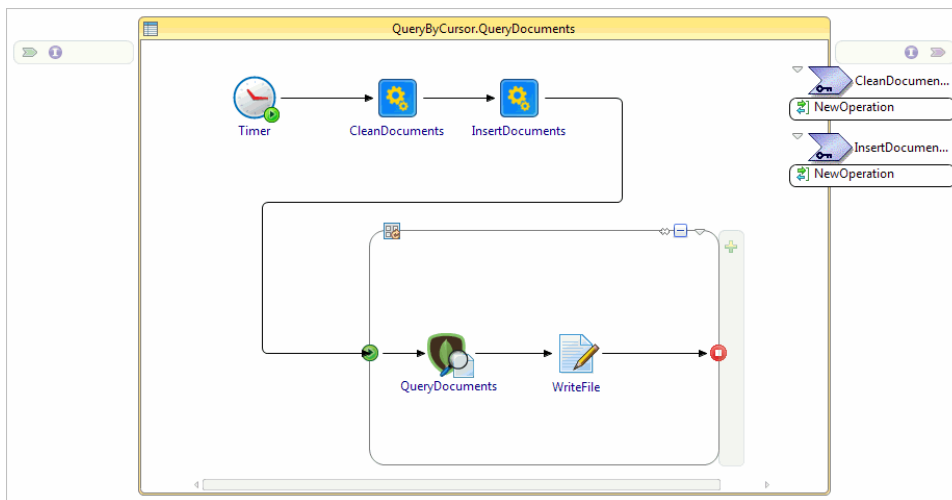 QueryByCursor.QueryDocuments
Timer
CleanDocuments
InsertDocuments
CleanDocumen...
NewOperation
InsertDocumen...
NewOperation
QueryDocuments
WriteFile